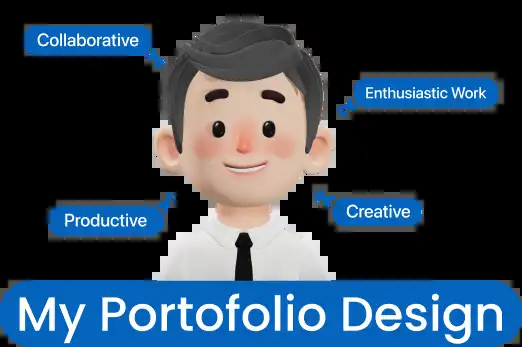 Collaborative
Enthusiastic Work
Productive
Creative
My Portofolio Design